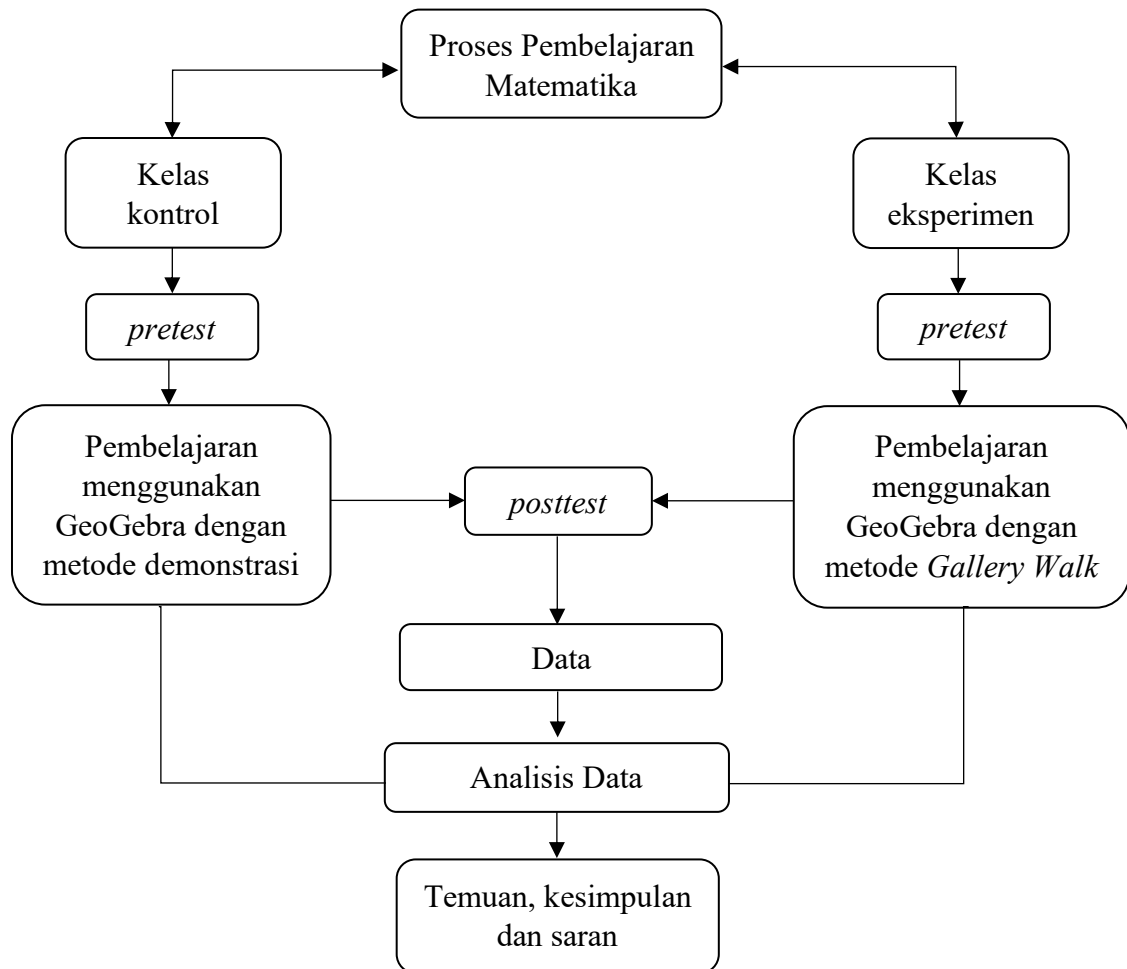 Proses Pembelajaran
Matematika
Kelas
kontrol
Kelas
eksperimen
pretest
pretest
Pembelajaran
menggunakan
GeoGebra dengan
metode demonstrasi
posttest
Pembelajaran
menggunakan
GeoGebra dengan
metode Gallery Walk
Data
Analisis Data
Temuan, kesimpulan
dan saran